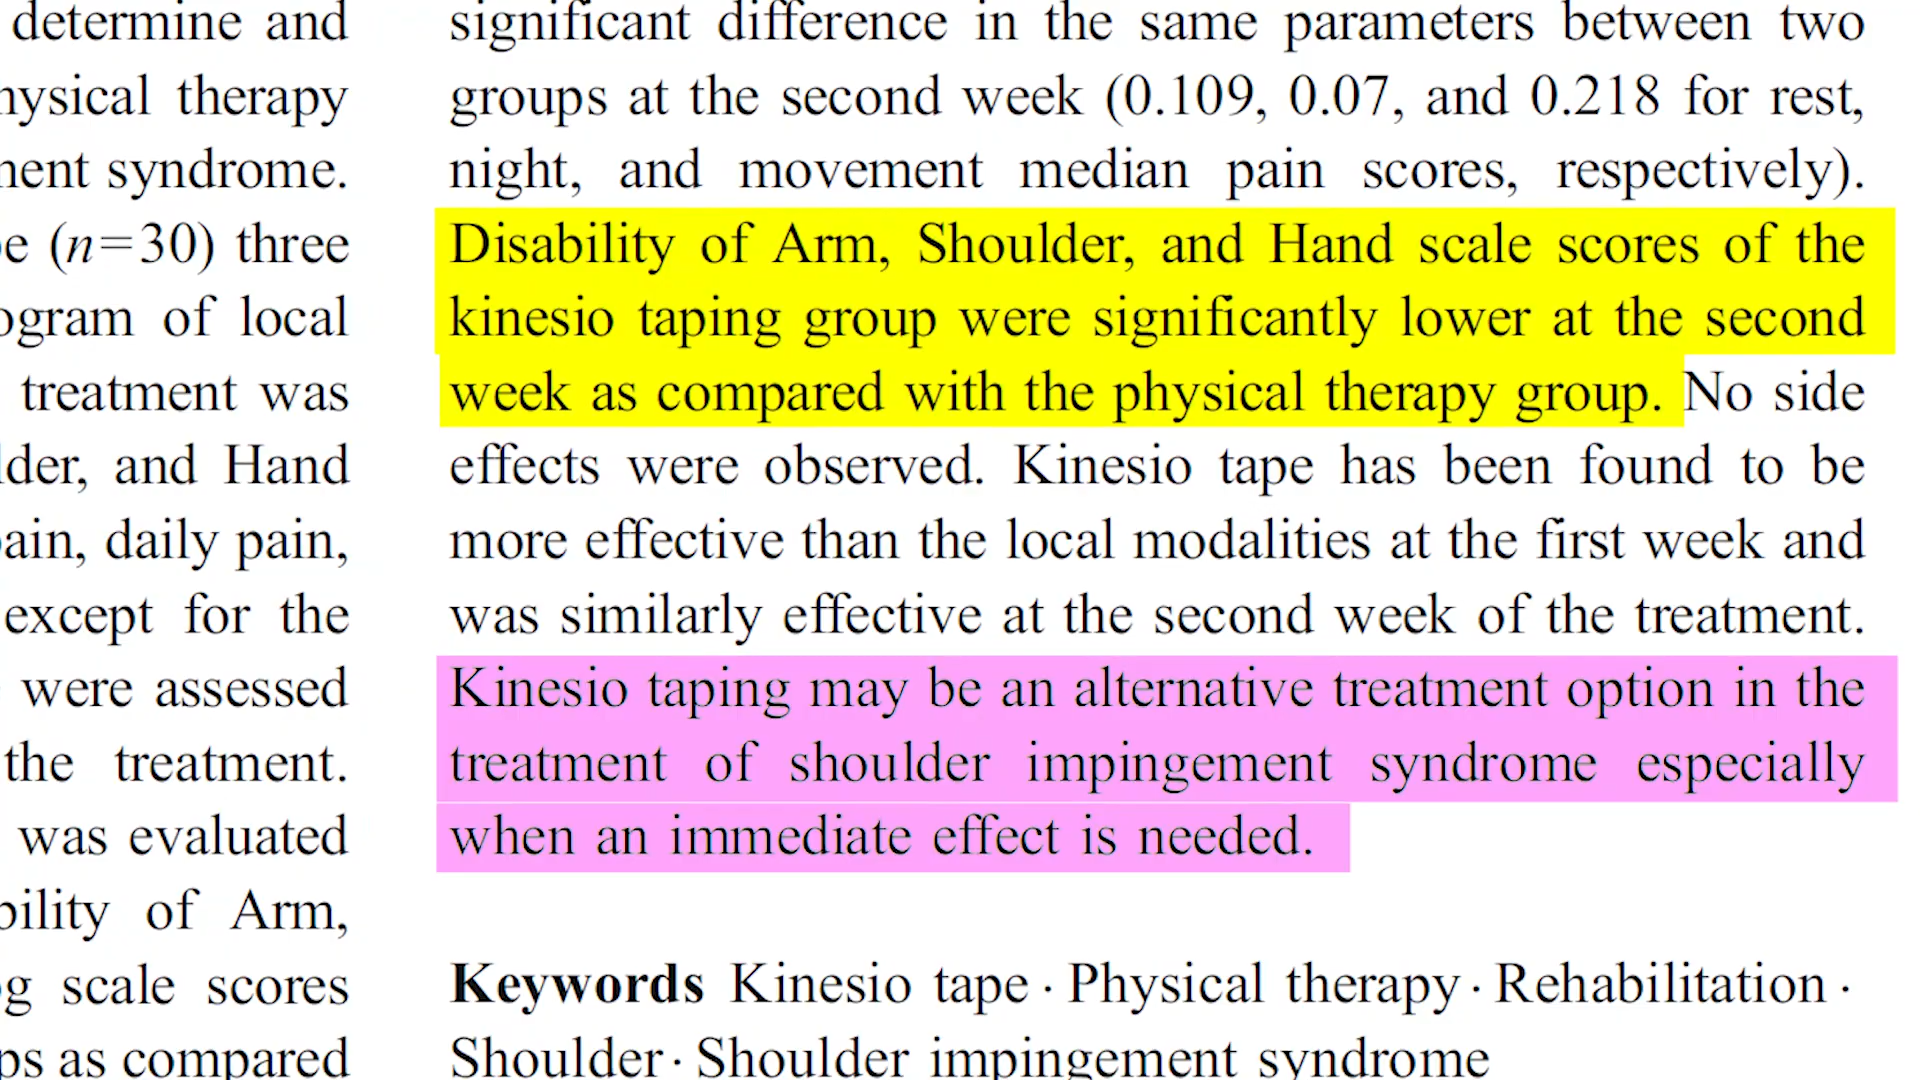 determine and
therapy
syndrome.
(n=30) three
of local
treatment was
and Hand
daily pain,
except for the
were assessed
the treatment.
was evaluated
of Arm,
scale scores
as compared
significant difference in the same parameters between two
groups at the second week (0.109, 0.07, and 0.218 for rest,
night, and movement median pain scores, respectively).
Disability of Arm, Shoulder, and Hand scale scores of the
kinesio taping group were significantly lower at the second
week as compared with the physical therapy group. No side
effects were observed. Kinesio tape has been found to be
more effective than the local modalities at the first week and
was similarly effective at the second week of the treatment.
Kinesio taping may be an alternative treatment option in the
treatment of shoulder impingement syndrome especially
when an immediate effect is needed.
Keywords Kinesio tape · Physical therapy · Rehabilitation ·
Shoulder · Shoulder impingement syndrome